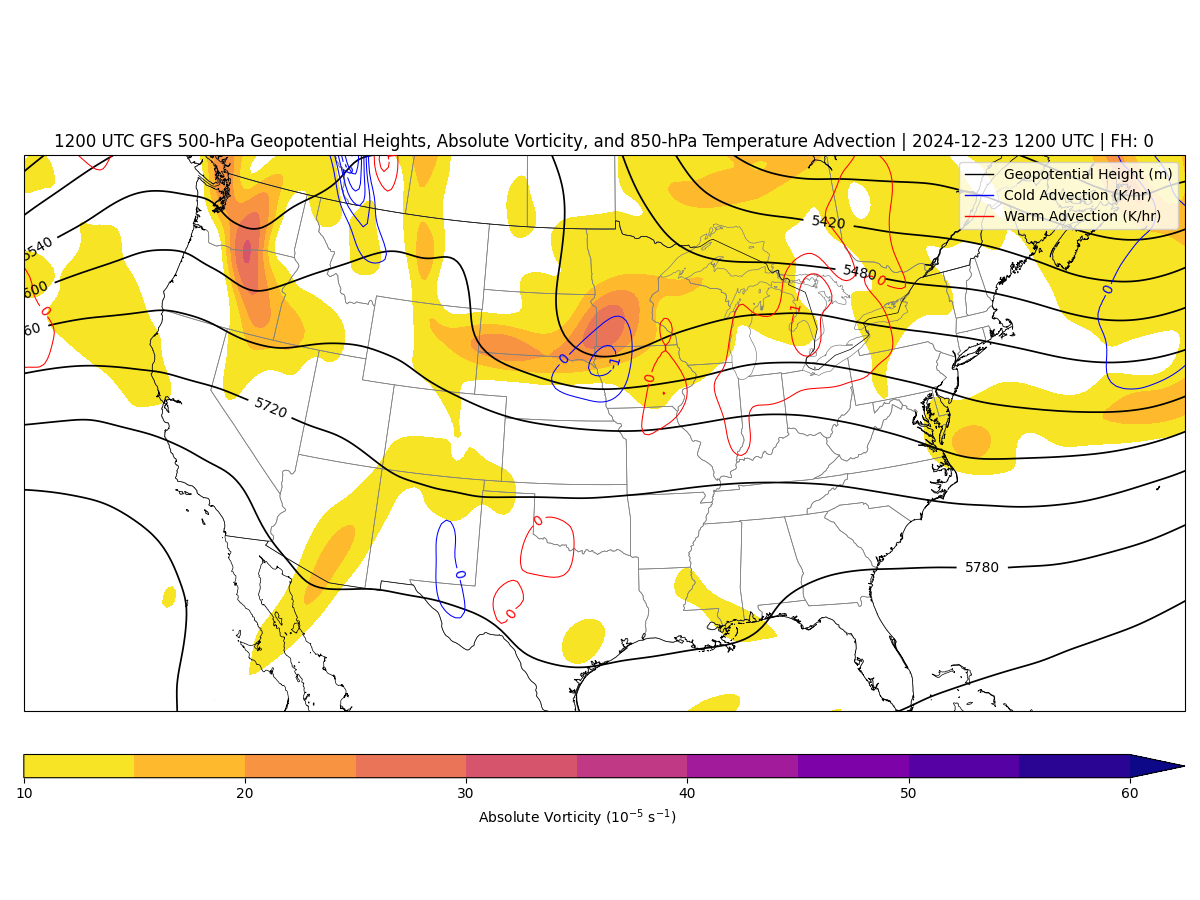 1200 UTC GFS 500-hPa Geopotential Heights, Absolute Vorticity, and 850-hPa Temperature Advection | 2024-12-23 1200 UTC | FH: 0
Geopotential Height (m)
Cold Advection (K/hr)
Warm Advection (K/hr)
5420
5540
5480
0
0
600
0
-1
60
0
-1
0
5720
0
0
5780
0
10 20 30 40 50 60
Absolute Vorticity (10⁻⁵ s⁻¹)